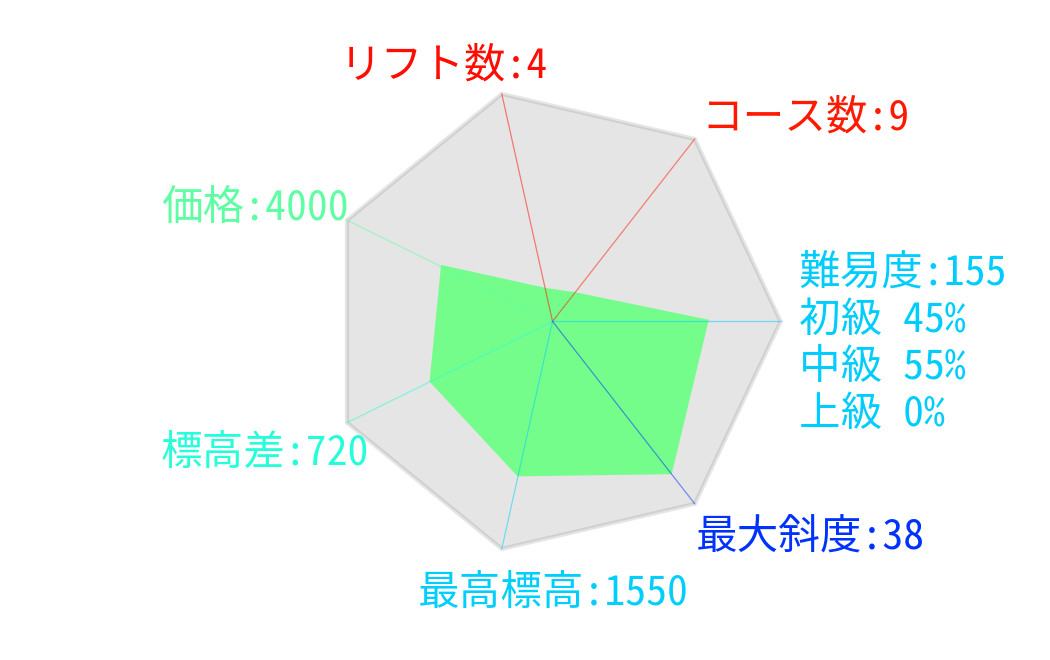 リフト数:4
コース数:9
価格:4000
難易度:155
初級 45%
中級 55%
上級 0%
標高差:720
最大斜度:38
最高標高:1550